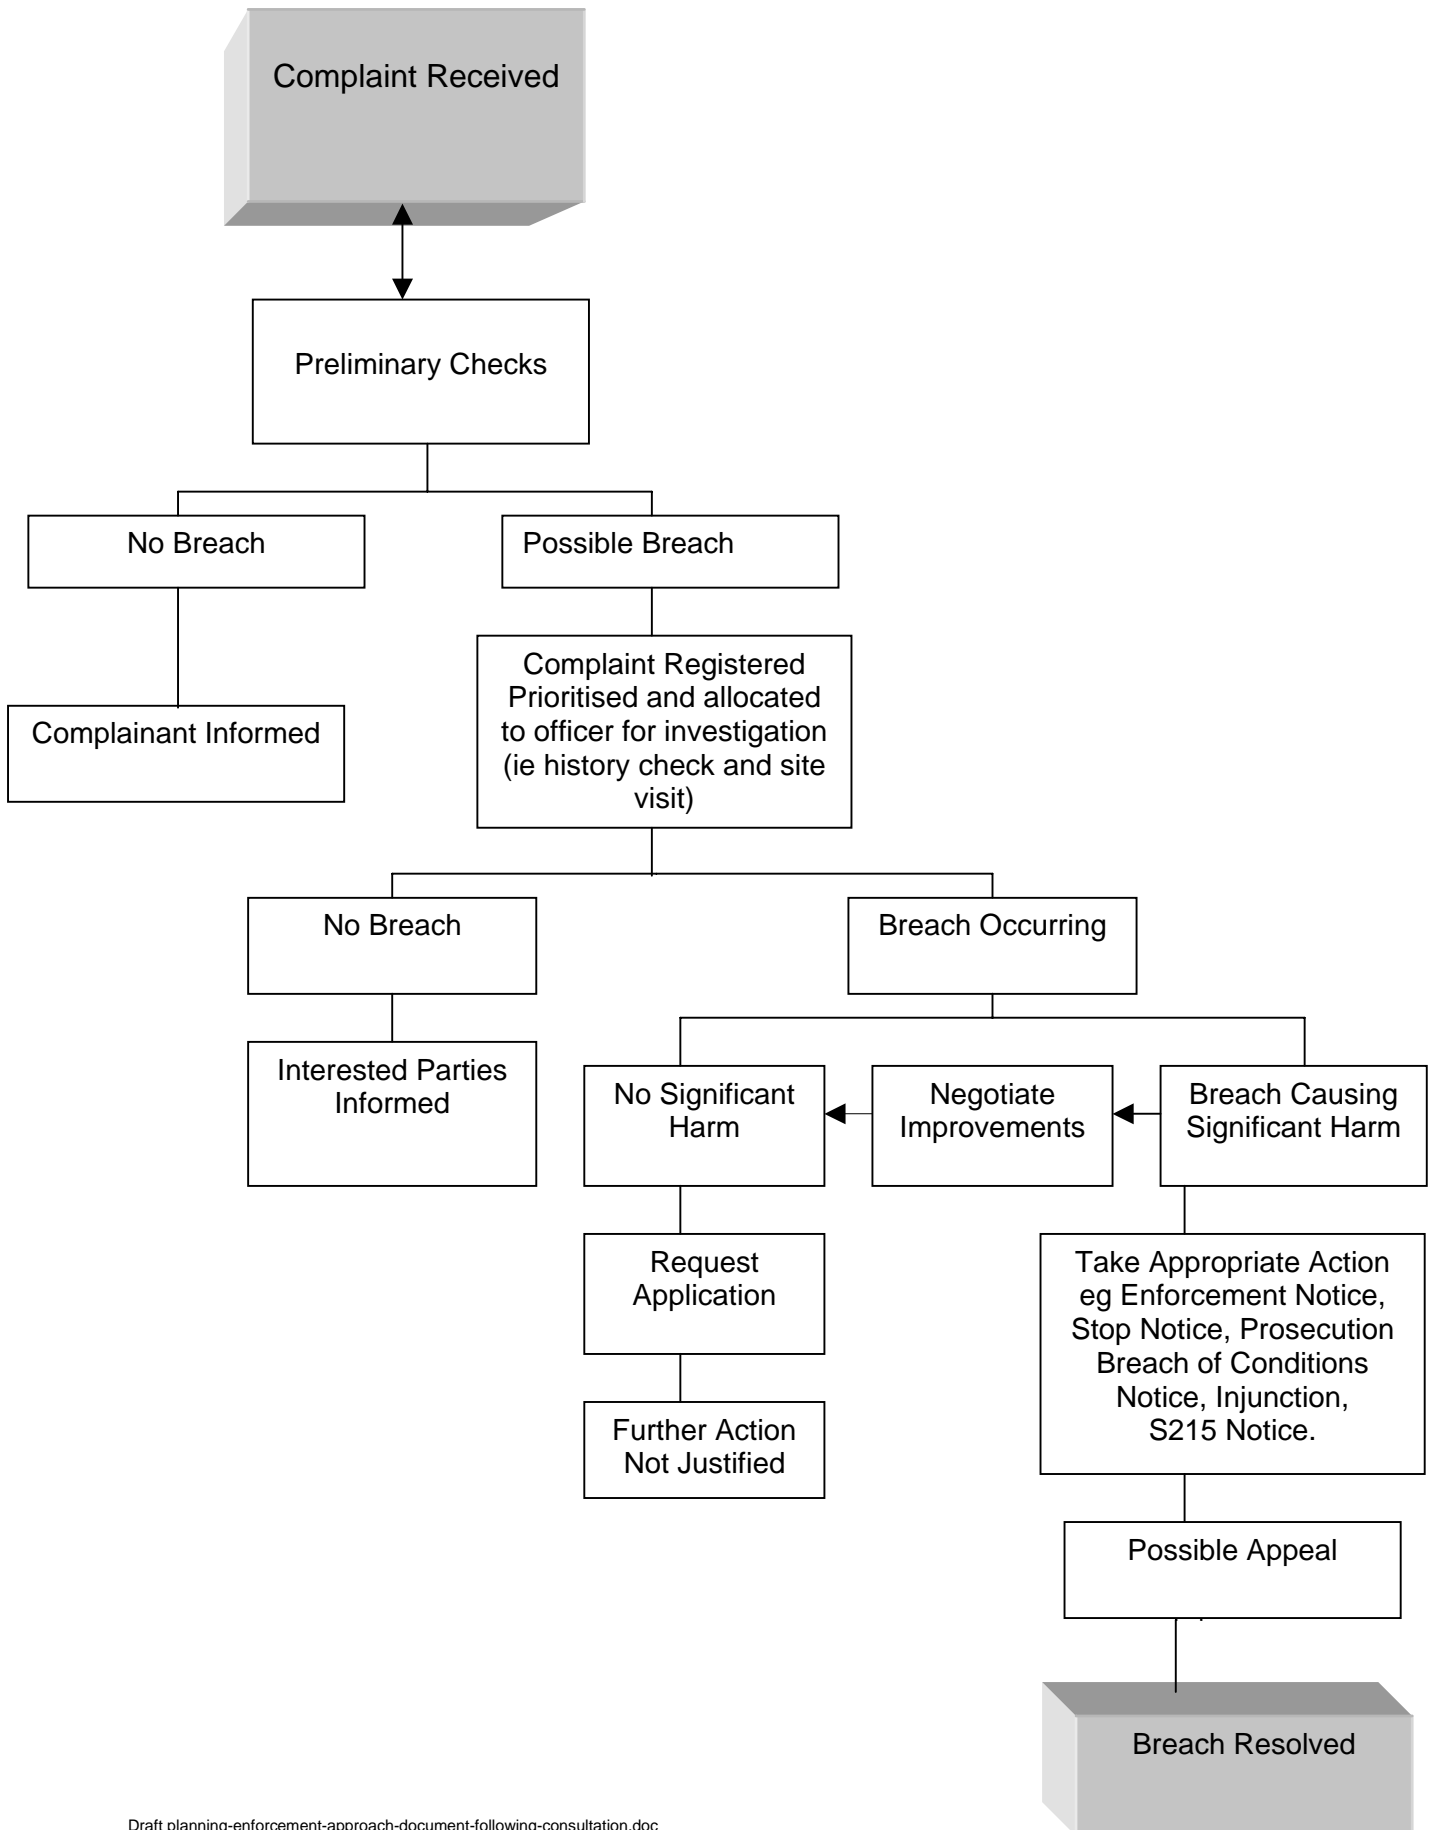 Complaint Received
Preliminary Checks
No Breach
Possible Breach
Complaint Registered
Prioritised and allocated
to officer for investigation
(ie history check and site
visit)
Complainant Informed
No Breach
Breach Occurring
Interested Parties
Informed
No Significant
Harm
Negotiate
Improvements
Breach Causing
Significant Harm
Request
Application
Take Appropriate Action
eg Enforcement Notice,
Stop Notice, Prosecution
Breach of Conditions
Notice, Injunction,
S215 Notice.
Further Action
Not Justified
Possible Appeal
Breach Resolved
Draft planning-enforcement-approach-document-following-consultation.doc